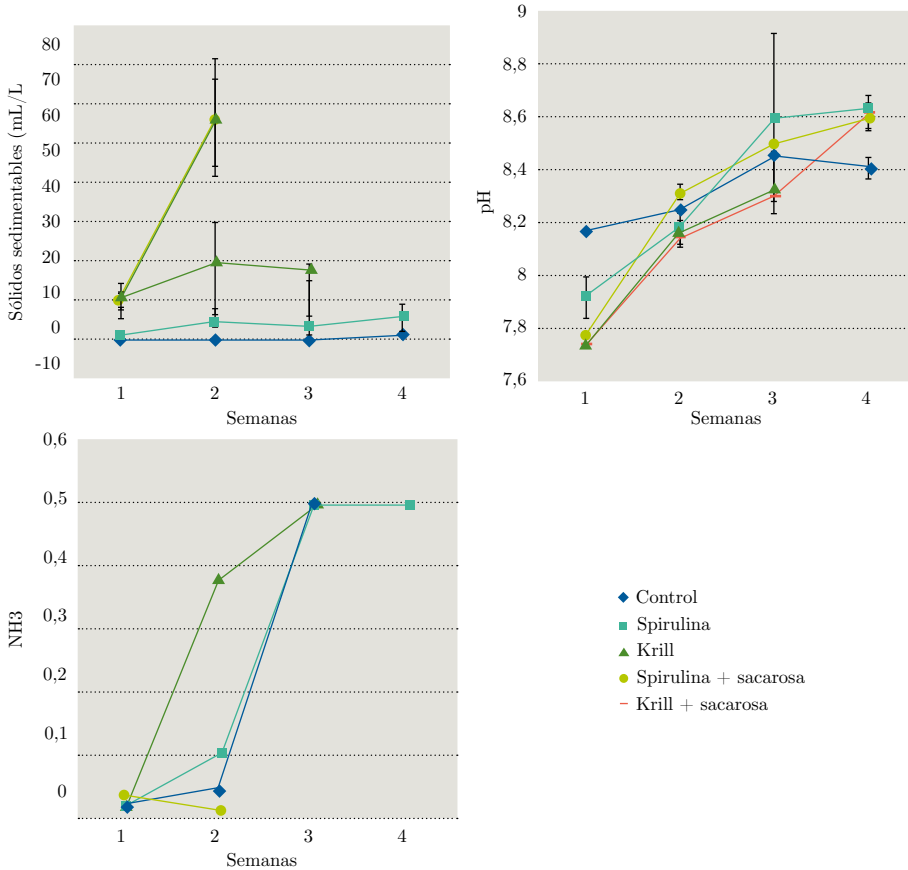 Sólidos sedimentables (mL/L)
80
70
60
50
40
30
20
10
0
-10
1 2 3 4
Semanas
pH
9
8,8
8,6
8,4
8,2
8
7,8
7,6
1 2 3 4
Semanas
NH3
0,6
0,5
0,4
0,3
0,2
0,1
0
1 2 3 4
Semanas
Control
Spirulina
Krill
Spirulina + sacarosa
Krill + sacarosa